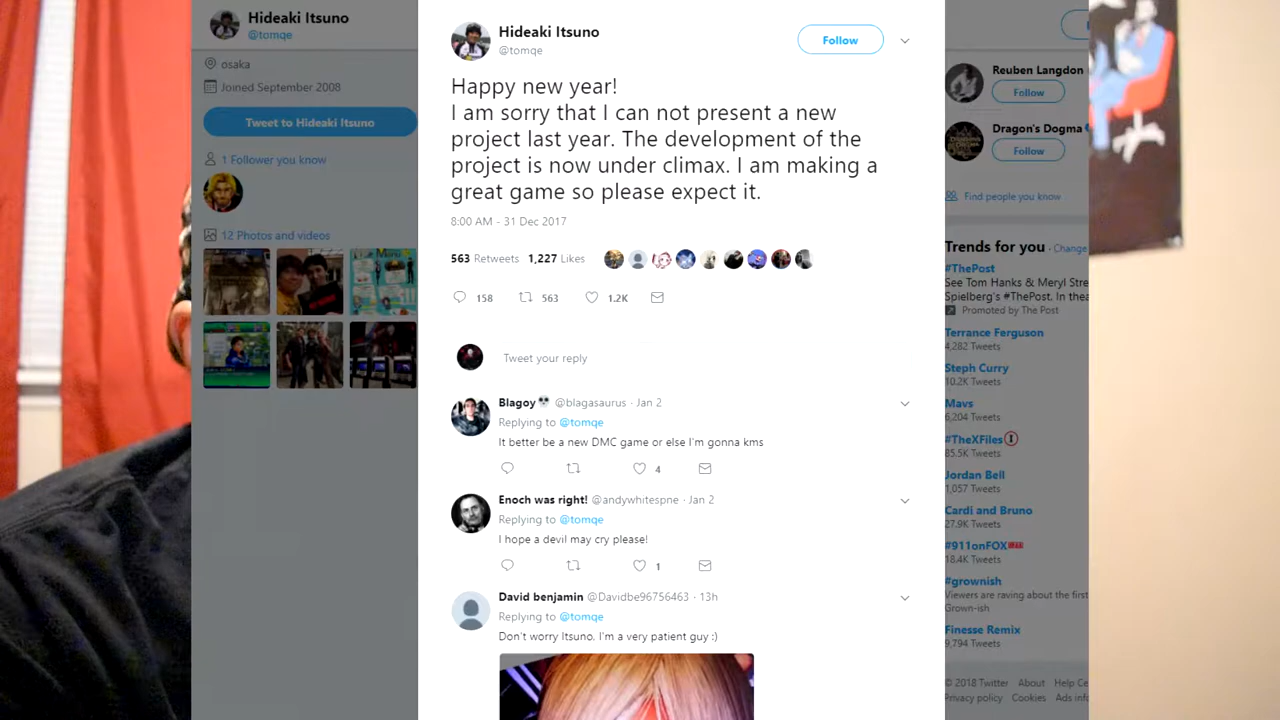 Hideaki Itsuno
@tomqe
osaka
Joined September 2008
Tweet to Hideaki Itsuno
1 Follower you know
12 Photos and videos
Hideaki Itsuno
@tomqe
Follow
Happy new year!
I am sorry that I can not present a new
project last year. The development of the
project is now under climax. I am making a
great game so please expect it.
8:00 AM - 31 Dec 2017
563 Retweets 1,227 Likes
158 563 1.2K
Tweet your reply
Blagoy @blagasaurus · Jan 2
Replying to @tomqe
It better be a new DMC game or else I'm gonna kms
4
Enoch was right! @andywhitespne · Jan 2
Replying to @tomqe
I hope a devil may cry please!
1
David benjamin @Davidbe96756463 · 13h
Replying to @tomqe
Don't worry Itsuno. I'm a very patient guy :)
Reuben Langdon
Follow
Dragon's Dogma
Follow
Find people you know
Trends for you · Change
#ThePost
See Tom Hanks & Meryl Stre
Spielberg's #ThePost. In thea
Promoted by The Post
Terrance Ferguson
4,282 Tweets
Steph Curry
10.2K Tweets
Mavs
6,204 Tweets
#TheXFiles
85.5K Tweets
Jordan Bell
1,057 Tweets
Cardi and Bruno
27.9K Tweets
#911onFOX
18.4K Tweets
#grownish
Viewers are raving about the first
Grown-ish
Finesse Remix
9,794 Tweets
© 2018 Twitter About Help Ce
Privacy policy Cookies Ads info